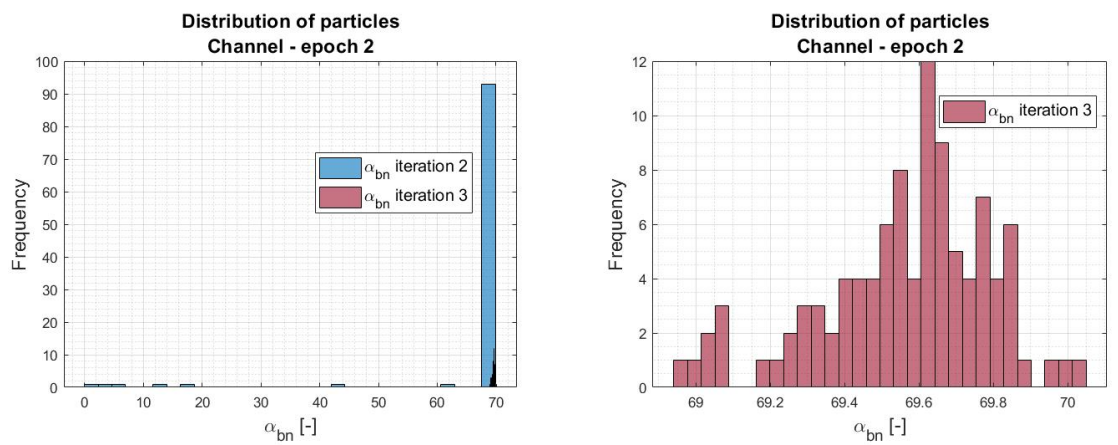 Distribution of particles
Channel - epoch 2
100
90
80
70
60
50
40
30
20
10
0
Frequency
α_bn iteration 2
α_bn iteration 3
0 10 20 30 40 50 60 70
α_bn [-]
Distribution of particles
Channel - epoch 2
12
10
8
6
4
2
0
Frequency
α_bn iteration 3
69 69.2 69.4 69.6 69.8 70
α_bn [-]